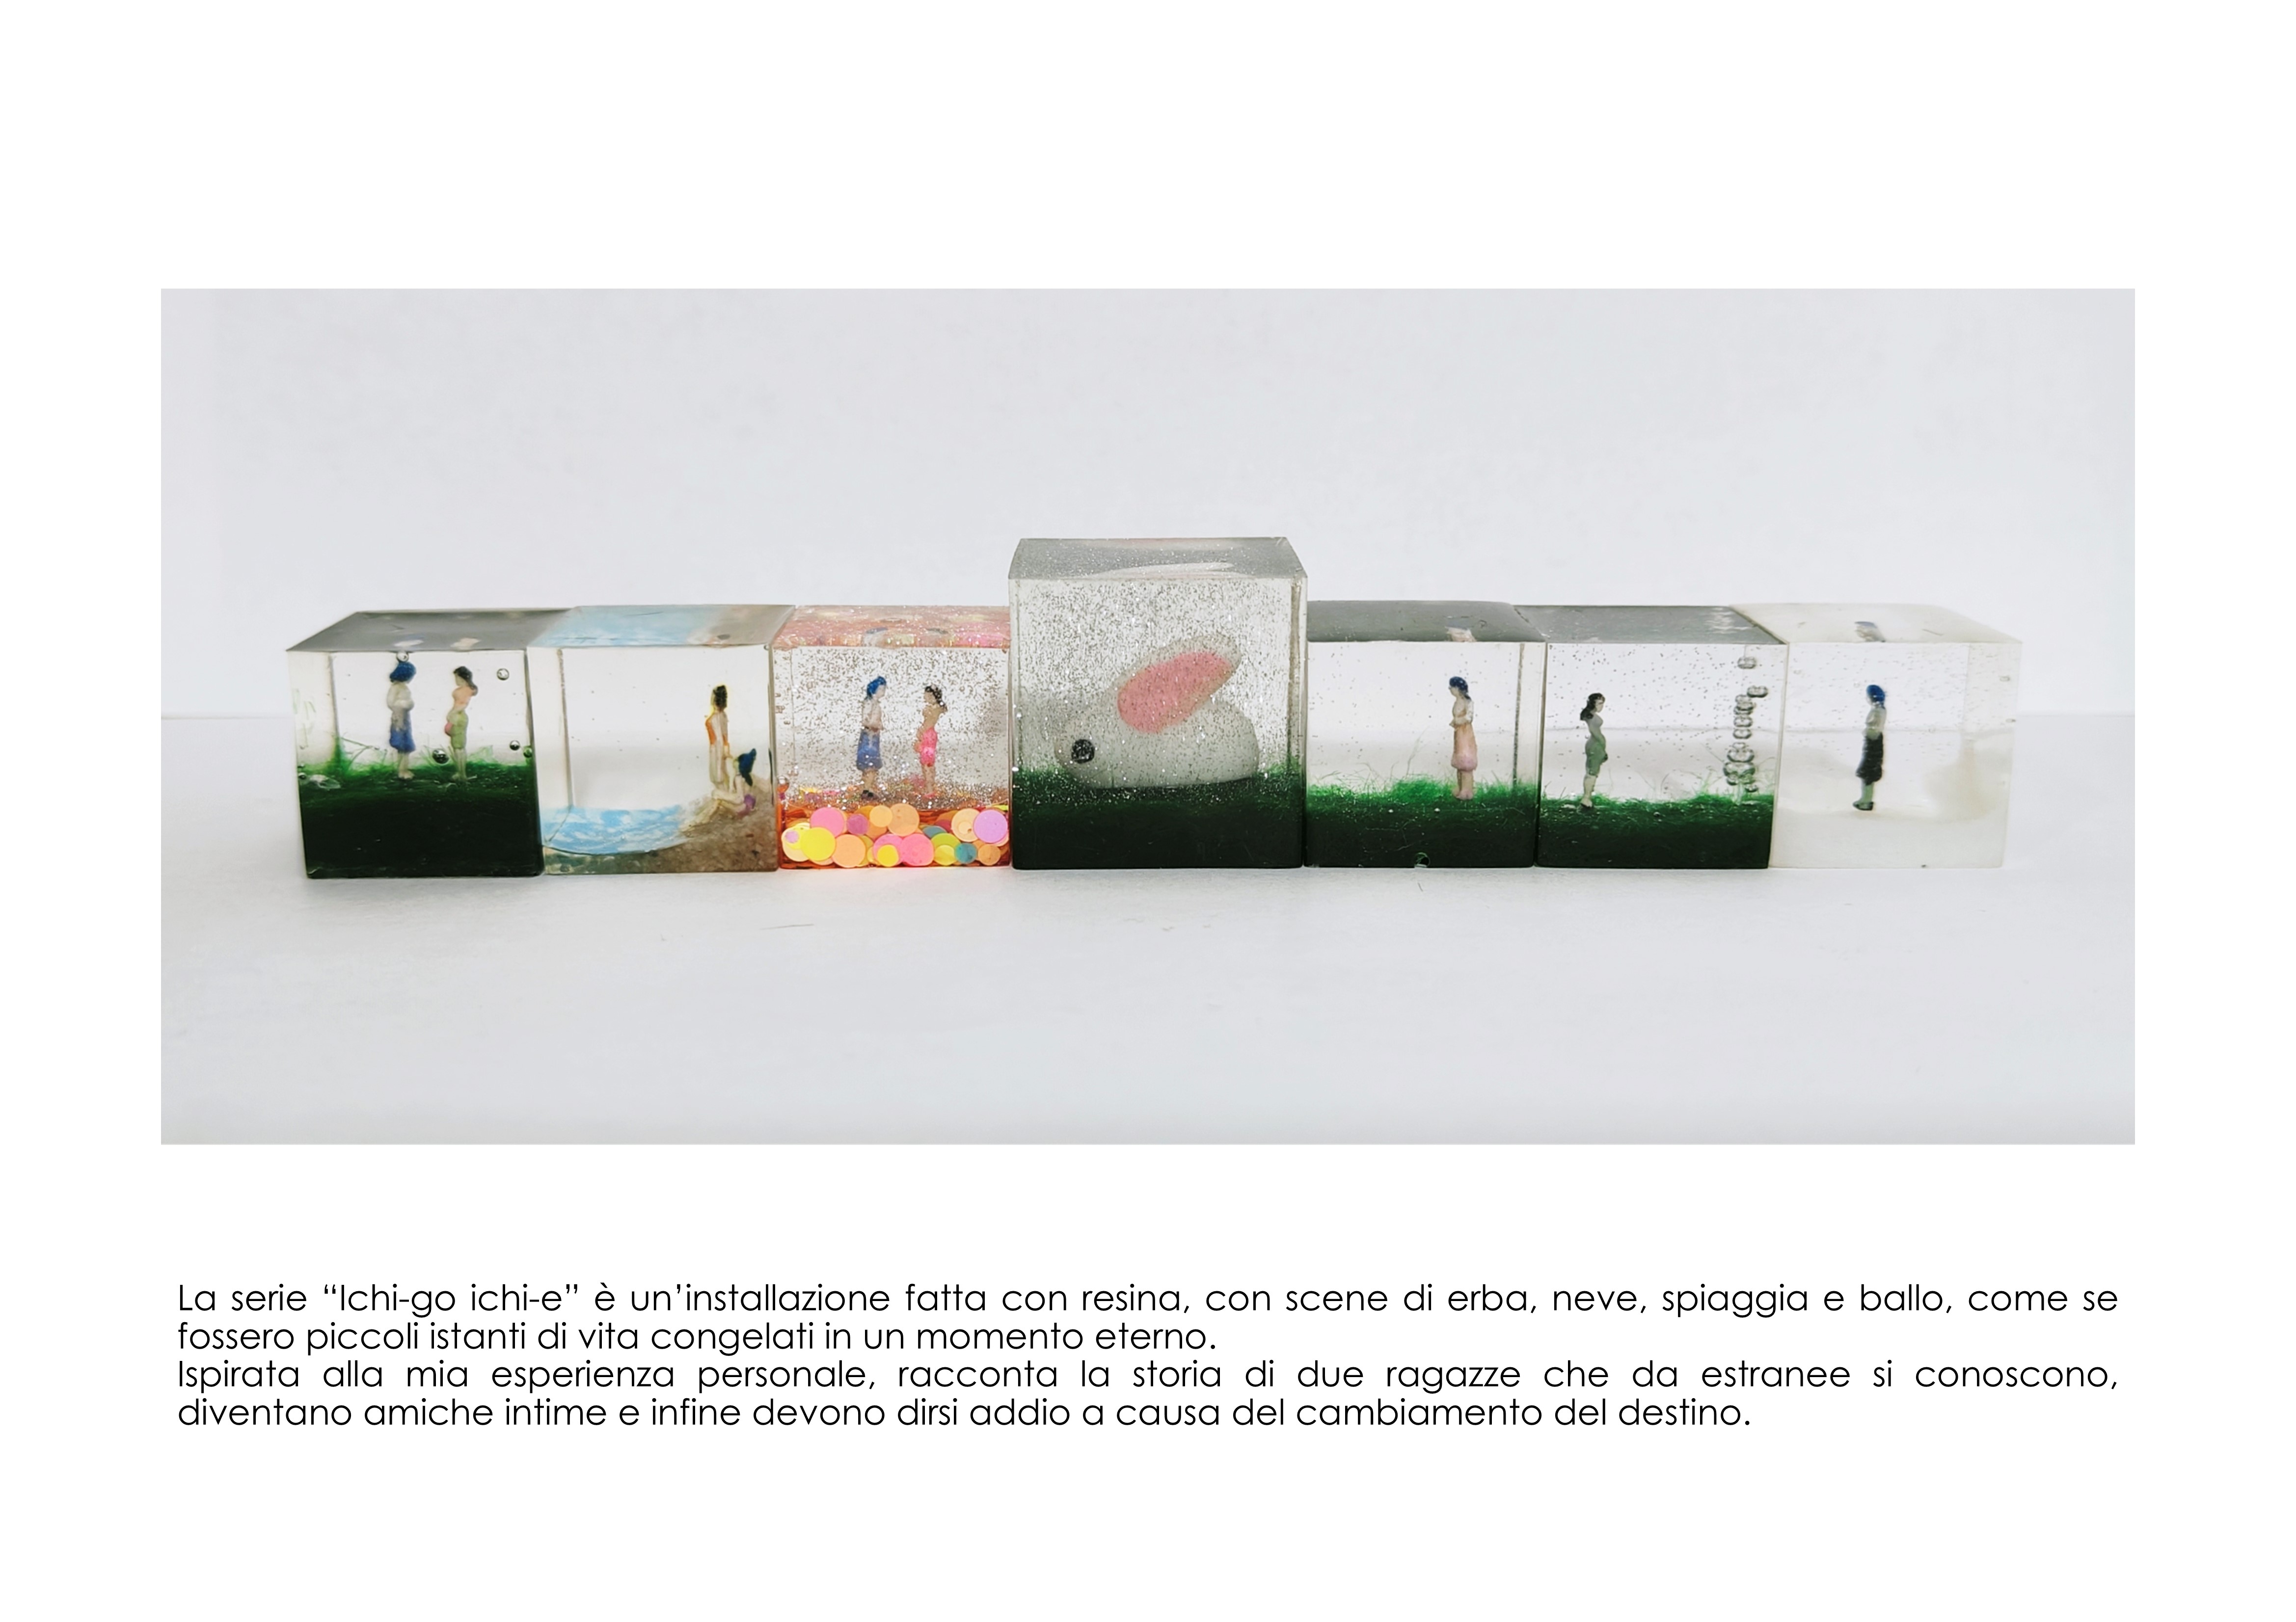 La serie “Ichi-go ichi-e” è un’installazione fatta con resina, con scene di erba, neve, spiaggia e ballo, come se
fossero piccoli istanti di vita congelati in un momento eterno.
Ispirata alla mia esperienza personale, racconta la storia di due ragazze che da estranee si conoscono,
diventano amiche intime e infine devono dirsi addio a causa del cambiamento del destino.